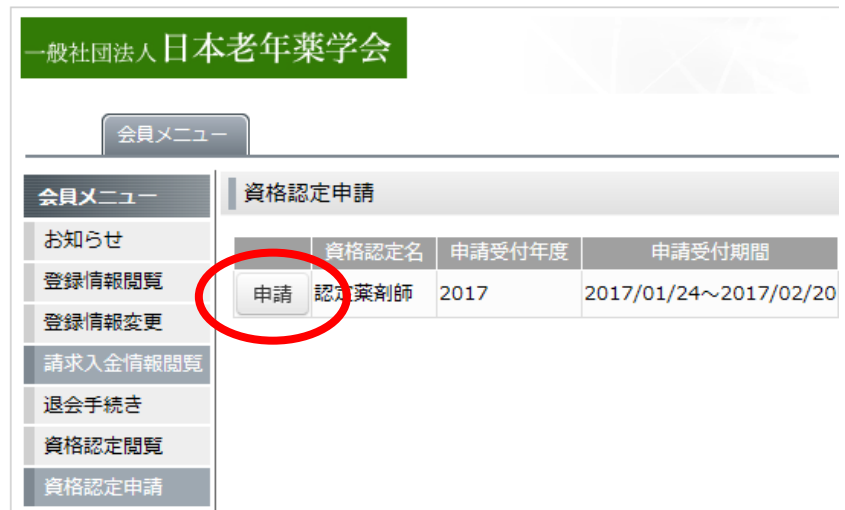 一般社団法人日本老年薬学会
会員メニュー
会員メニュー
お知らせ
登録情報閲覧
登録情報変更
請求入金情報閲覧
退会手続き
資格認定閲覧
資格認定申請
資格認定申請
資格認定名 申請受付年度 申請受付期間
申請 認定薬剤師 2017 2017/01/24～2017/02/20